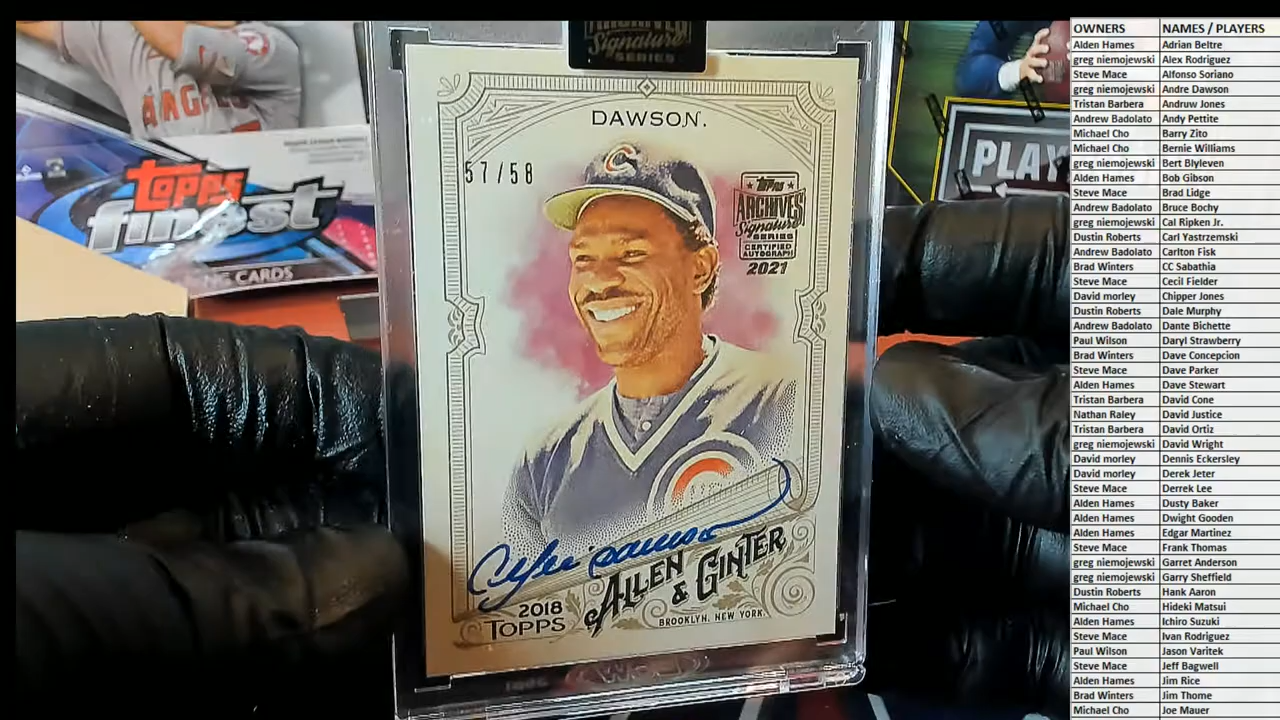 ARCHIVES
Signature
SERIES
DAWSON.
57/58
TOPPS
ARCHIVES
Signature
SERIES
CERTIFIED
AUTOGRAPH
2021
ANGELS
topps
finest
CARDS
PLAY
Andre Dawson
ALLEN
& GINTER
2018
TOPPS
BROOKLYN, NEW YORK.
OWNERS NAMES / PLAYERS
Alden Hames Adrian Beltre
greg niemojewski Alex Rodriguez
Steve Mace Alfonso Soriano
greg niemojewski Andre Dawson
Tristan Barbera Andruw Jones
Andrew Badolato Andy Pettite
Michael Cho Barry Zito
Michael Cho Bernie Williams
greg niemojewski Bert Blyleven
Alden Hames Bob Gibson
Steve Mace Brad Lidge
Andrew Badolato Bruce Bochy
greg niemojewski Cal Ripken Jr.
Dustin Roberts Carl Yastrzemski
Andrew Badolato Carlton Fisk
Brad Winters CC Sabathia
Steve Mace Cecil Fielder
David morley Chipper Jones
Dustin Roberts Dale Murphy
Andrew Badolato Dante Bichette
Paul Wilson Daryl Strawberry
Brad Winters Dave Concepcion
Steve Mace Dave Parker
Alden Hames Dave Stewart
Tristan Barbera David Cone
Nathan Raley David Justice
Tristan Barbera David Ortiz
greg niemojewski David Wright
David morley Dennis Eckersley
David morley Derek Jeter
Steve Mace Derrek Lee
Alden Hames Dusty Baker
Alden Hames Dwight Gooden
Alden Hames Edgar Martinez
Steve Mace Frank Thomas
greg niemojewski Garret Anderson
greg niemojewski Garry Sheffield
Dustin Roberts Hank Aaron
Michael Cho Hideki Matsui
Alden Hames Ichiro Suzuki
Steve Mace Ivan Rodriguez
Paul Wilson Jason Varitek
Steve Mace Jeff Bagwell
Alden Hames Jim Rice
Brad Winters Jim Thome
Michael Cho Joe Mauer